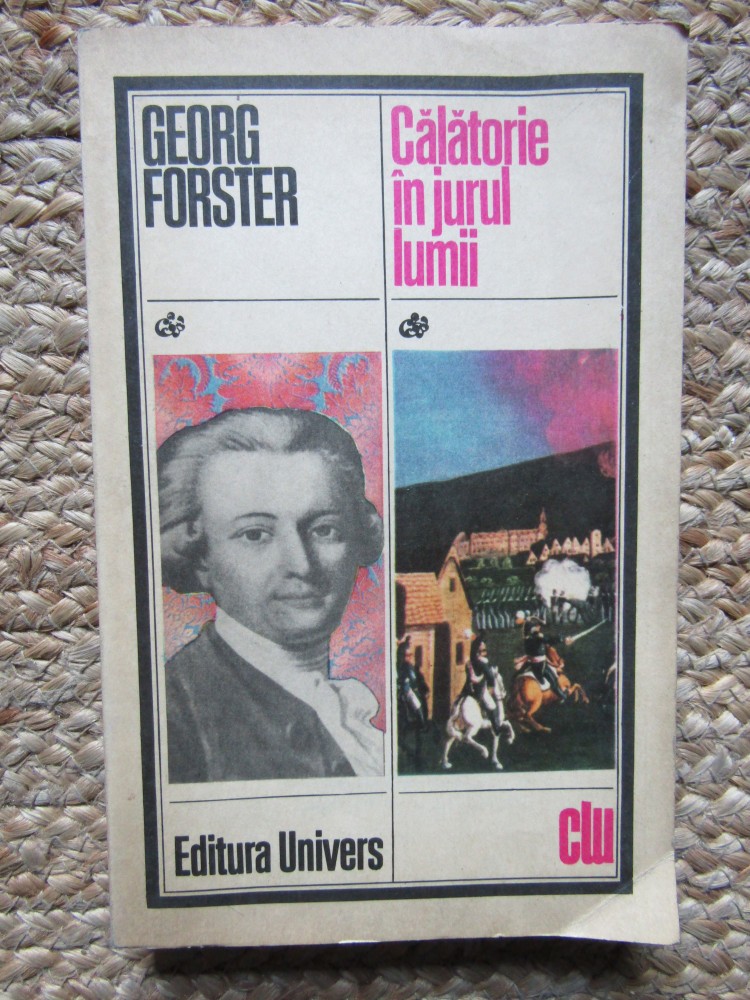 GEORG
FORSTER
Călătorie
în jurul
lumii
Editura Univers
clu